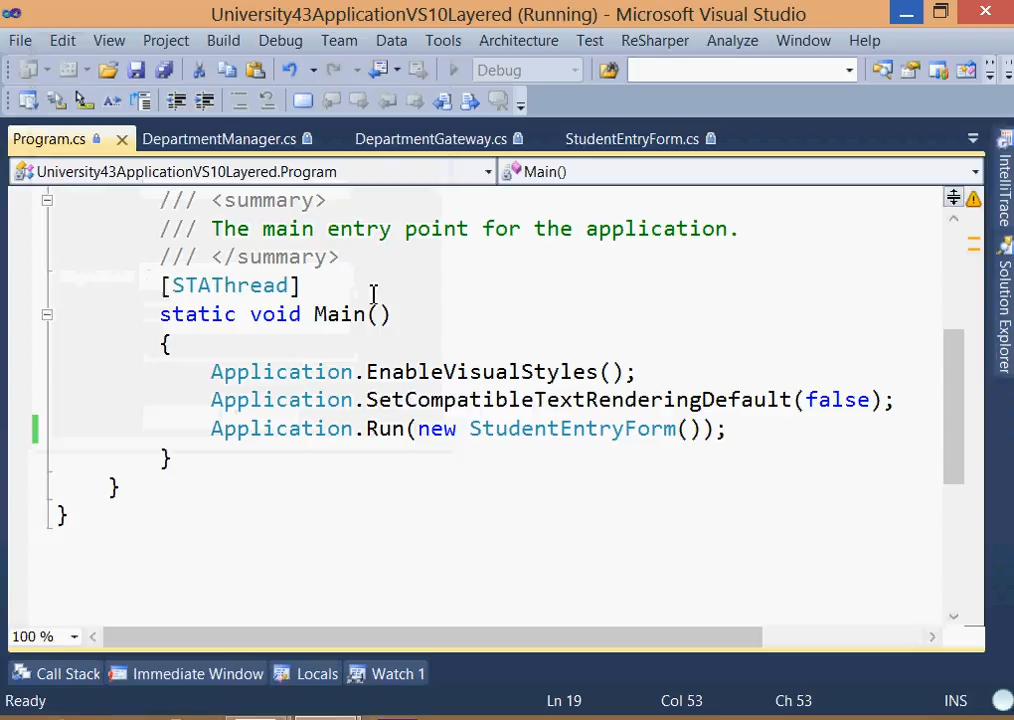 University43ApplicationVS10Layered (Running) - Microsoft Visual Studio
File Edit View Project Build Debug Team Data Tools Architecture Test ReSharper Analyze Window Help
Debug
Program.cs DepartmentManager.cs DepartmentGateway.cs StudentEntryForm.cs
University43ApplicationVS10Layered.Program Main()
/// <summary>
/// The main entry point for the application.
/// </summary>
[STAThread]
static void Main()
{
Application.EnableVisualStyles();
Application.SetCompatibleTextRenderingDefault(false);
Application.Run(new StudentEntryForm());
}
}
}
IntelliTrace
Solution Explorer
100 %
Call Stack Immediate Window Locals Watch 1
Ready Ln 19 Col 53 Ch 53 INS